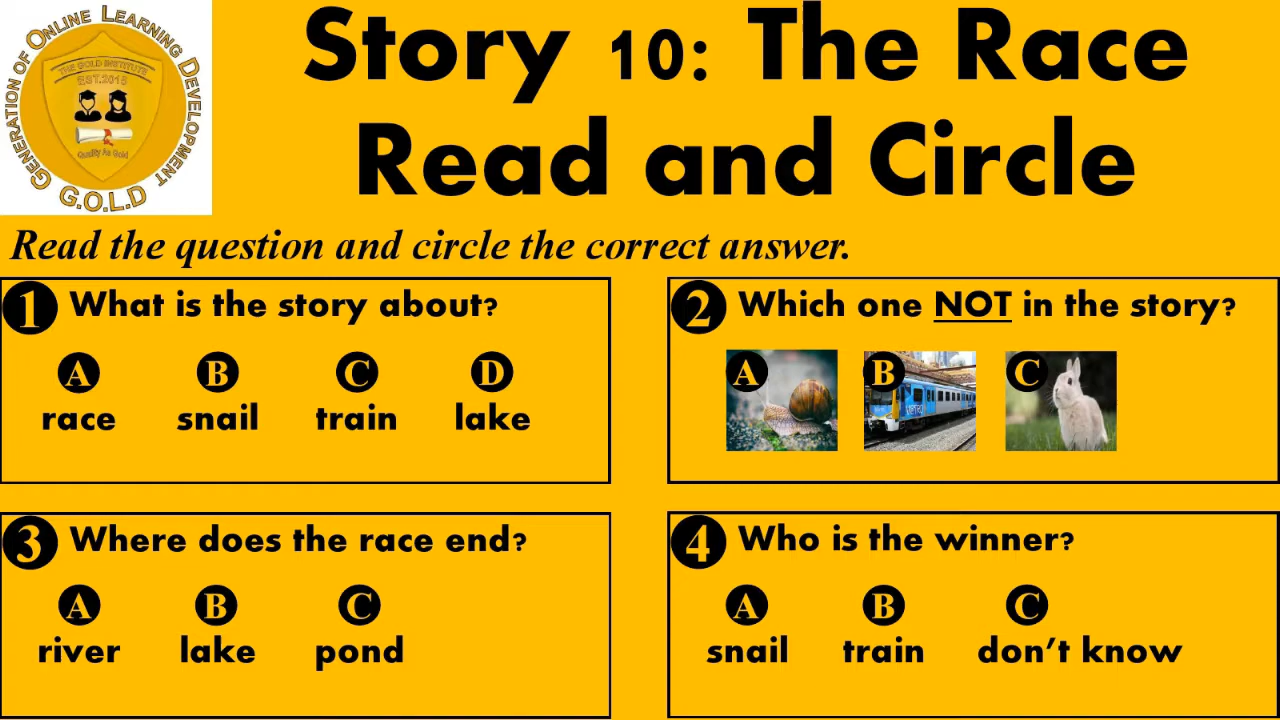 GENERATION OF ONLINE LEARNING DEVELOPMENT
THE GOLD INSTITUTE
EST.2015
Quality As Gold
G.O.L.D
Story 10: The Race
Read and Circle
Read the question and circle the correct answer.
1 What is the story about?
A B C D
race snail train lake
2 Which one NOT in the story?
A B C
3 Where does the race end?
A B C
river lake pond
4 Who is the winner?
A B C
snail train don't know